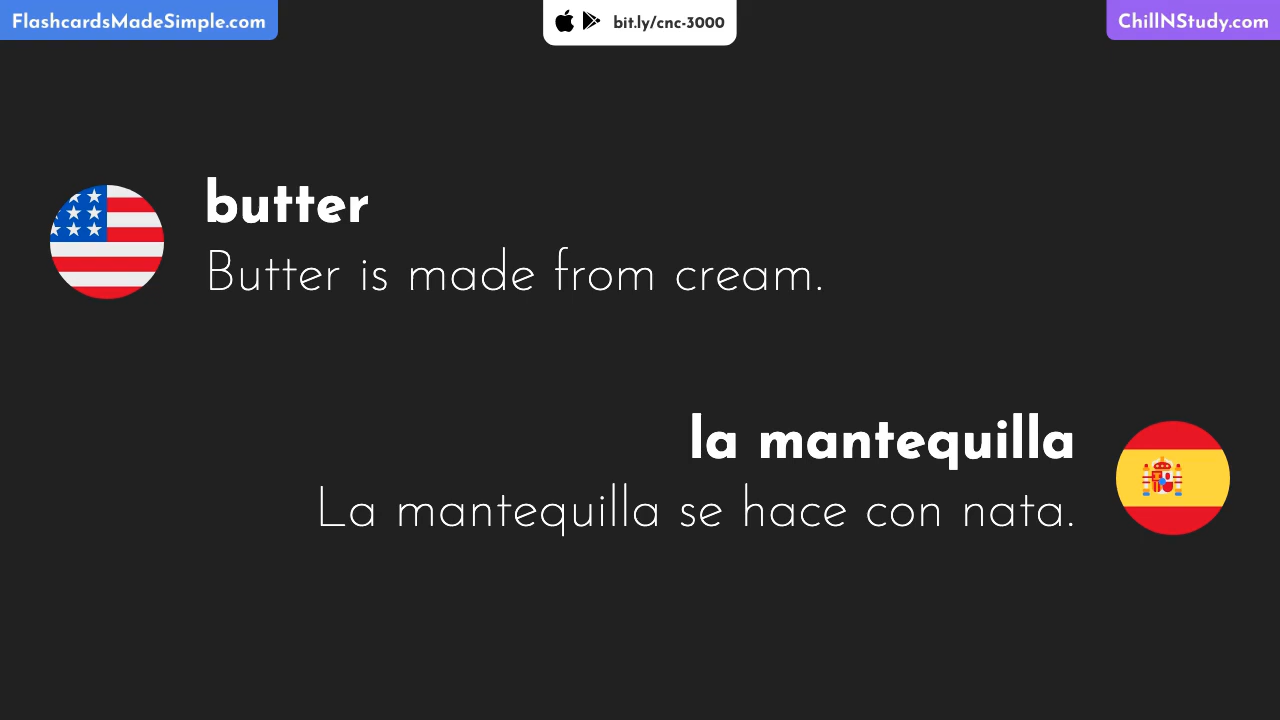 FlashcardsMadeSimple.com
bit.ly/cnc-3000
ChillNStudy.com
butter
Butter is made from cream.
la mantequilla
La mantequilla se hace con nata.